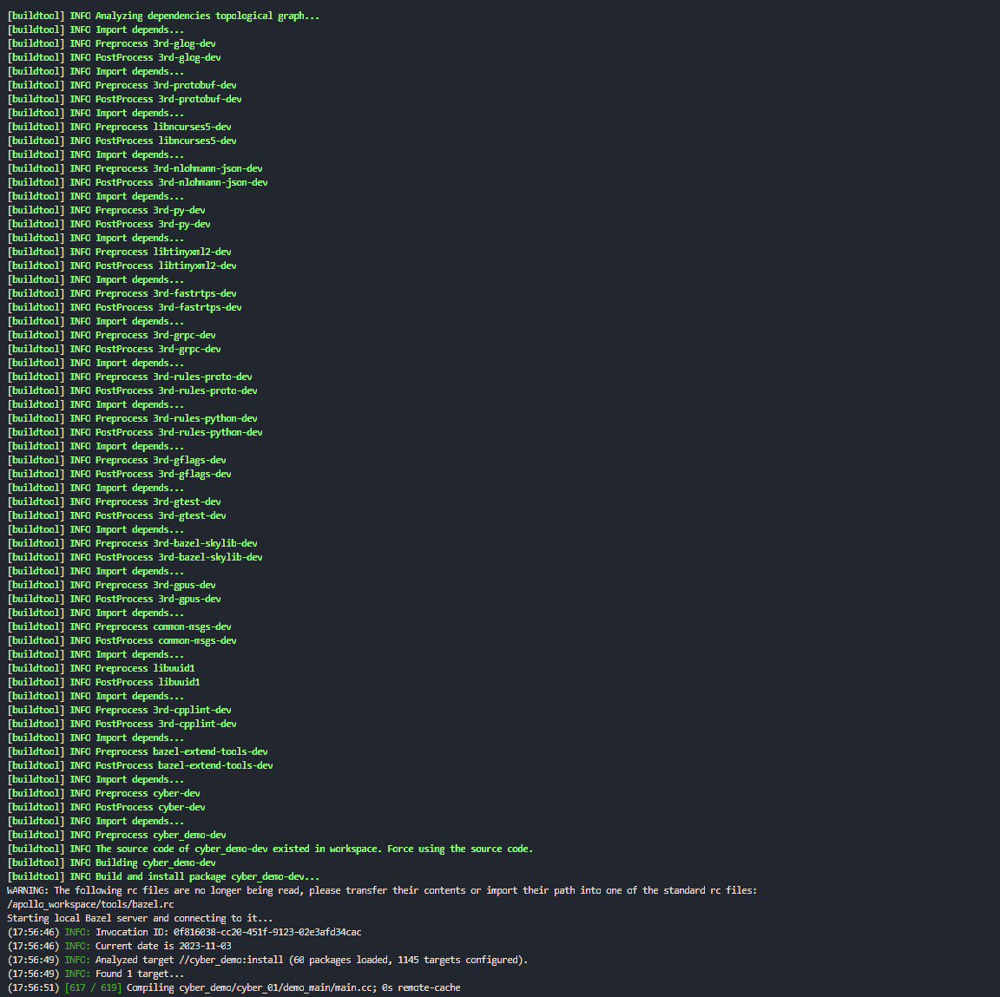 [buildtool] INFO Analyzing dependencies topological graph...
[buildtool] INFO Import depends...
[buildtool] INFO Preprocess 3rd-glog-dev
[buildtool] INFO PostProcess 3rd-glog-dev
[buildtool] INFO Import depends...
[buildtool] INFO Preprocess 3rd-protobuf-dev
[buildtool] INFO PostProcess 3rd-protobuf-dev
[buildtool] INFO Import depends...
[buildtool] INFO Preprocess libncurses5-dev
[buildtool] INFO PostProcess libncurses5-dev
[buildtool] INFO Import depends...
[buildtool] INFO Preprocess 3rd-nlohmann-json-dev
[buildtool] INFO PostProcess 3rd-nlohmann-json-dev
[buildtool] INFO Import depends...
[buildtool] INFO Preprocess 3rd-py-dev
[buildtool] INFO PostProcess 3rd-py-dev
[buildtool] INFO Import depends...
[buildtool] INFO Preprocess libtinyxml2-dev
[buildtool] INFO PostProcess libtinyxml2-dev
[buildtool] INFO Import depends...
[buildtool] INFO Preprocess 3rd-fastrtps-dev
[buildtool] INFO PostProcess 3rd-fastrtps-dev
[buildtool] INFO Import depends...
[buildtool] INFO Preprocess 3rd-grpc-dev
[buildtool] INFO PostProcess 3rd-grpc-dev
[buildtool] INFO Import depends...
[buildtool] INFO Preprocess 3rd-rules-proto-dev
[buildtool] INFO PostProcess 3rd-rules-proto-dev
[buildtool] INFO Import depends...
[buildtool] INFO Preprocess 3rd-rules-python-dev
[buildtool] INFO PostProcess 3rd-rules-python-dev
[buildtool] INFO Import depends...
[buildtool] INFO Preprocess 3rd-gflags-dev
[buildtool] INFO PostProcess 3rd-gflags-dev
[buildtool] INFO Import depends...
[buildtool] INFO Preprocess 3rd-gtest-dev
[buildtool] INFO PostProcess 3rd-gtest-dev
[buildtool] INFO Import depends...
[buildtool] INFO Preprocess 3rd-bazel-skylib-dev
[buildtool] INFO PostProcess 3rd-bazel-skylib-dev
[buildtool] INFO Import depends...
[buildtool] INFO Preprocess 3rd-gpus-dev
[buildtool] INFO PostProcess 3rd-gpus-dev
[buildtool] INFO Import depends...
[buildtool] INFO Preprocess common-msgs-dev
[buildtool] INFO PostProcess common-msgs-dev
[buildtool] INFO Import depends...
[buildtool] INFO Preprocess libuuid1
[buildtool] INFO PostProcess libuuid1
[buildtool] INFO Import depends...
[buildtool] INFO Preprocess 3rd-cpplint-dev
[buildtool] INFO PostProcess 3rd-cpplint-dev
[buildtool] INFO Import depends...
[buildtool] INFO Preprocess bazel-extend-tools-dev
[buildtool] INFO PostProcess bazel-extend-tools-dev
[buildtool] INFO Import depends...
[buildtool] INFO Preprocess cyber-dev
[buildtool] INFO PostProcess cyber-dev
[buildtool] INFO Import depends...
[buildtool] INFO Preprocess cyber_demo-dev
[buildtool] INFO The source code of cyber_demo-dev existed in workspace. Force using the source code.
[buildtool] INFO Building cyber_demo-dev
[buildtool] INFO Build and install package cyber_demo-dev...
WARNING: The following rc files are no longer being read, please transfer their contents or import their path into one of the standard rc files:
/apollo_workspace/tools/bazel.rc
Starting local Bazel server and connecting to it...
(17:56:46) INFO: Invocation ID: 0f816038-cc20-451f-9123-02e3afd34cac
(17:56:46) INFO: Current date is 2023-11-03
(17:56:49) INFO: Analyzed target //cyber_demo:install (60 packages loaded, 1145 targets configured).
(17:56:49) INFO: Found 1 target...
(17:56:51) [617 / 619] Compiling cyber_demo/cyber_01/demo_main/main.cc; 0s remote-cache